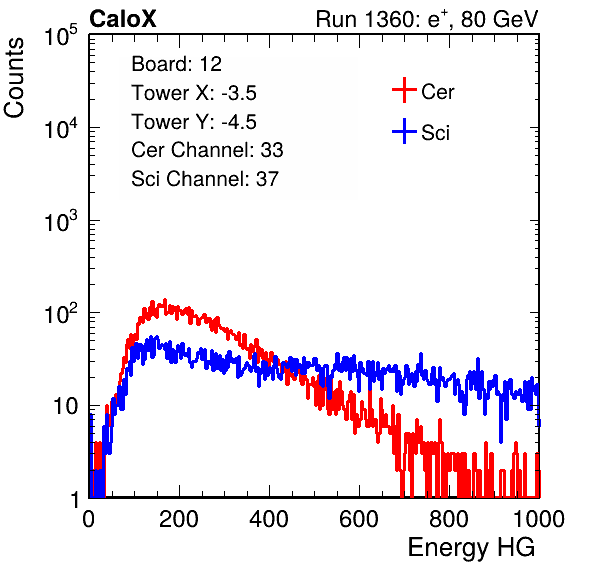 CaloX Run 1360: e⁺, 80 GeV
Counts
10⁵
10⁴
10³
10²
10
1
Board: 12
Tower X: -3.5
Tower Y: -4.5
Cer Channel: 33
Sci Channel: 37
Cer
Sci
0 200 400 600 800 1000
Energy HG